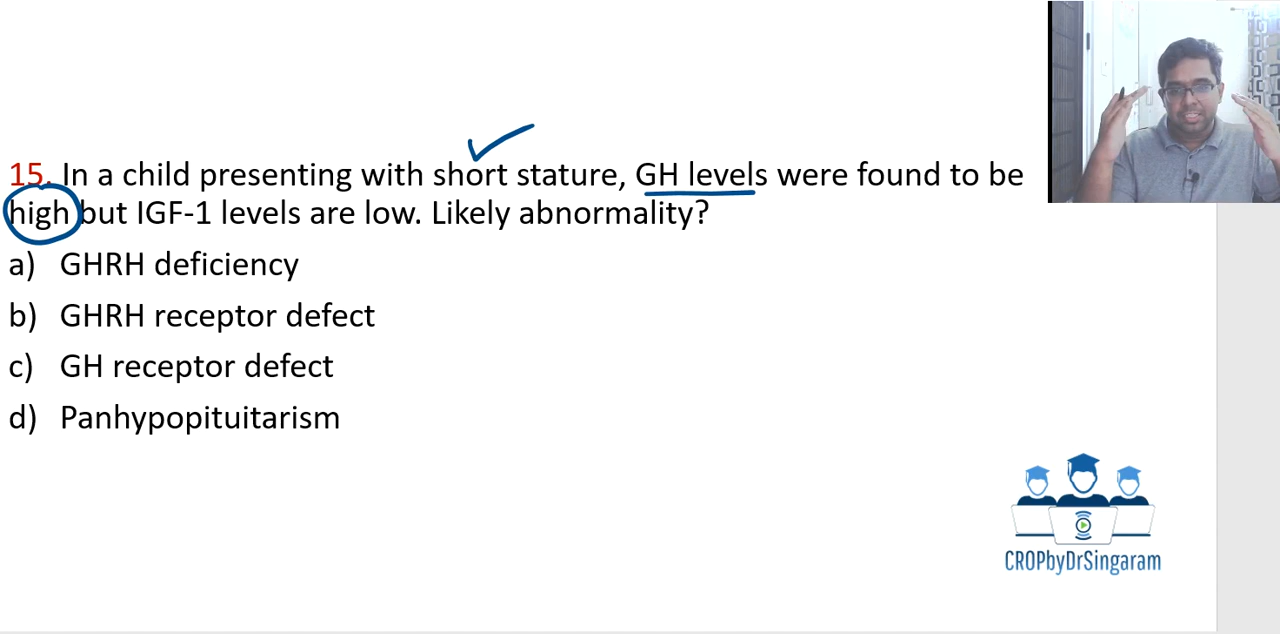 15. In a child presenting with short stature, GH levels were found to be
high but IGF-1 levels are low. Likely abnormality?
a) GHRH deficiency
b) GHRH receptor defect
c) GH receptor defect
d) Panhypopituitarism
CROPbyDrSingaram